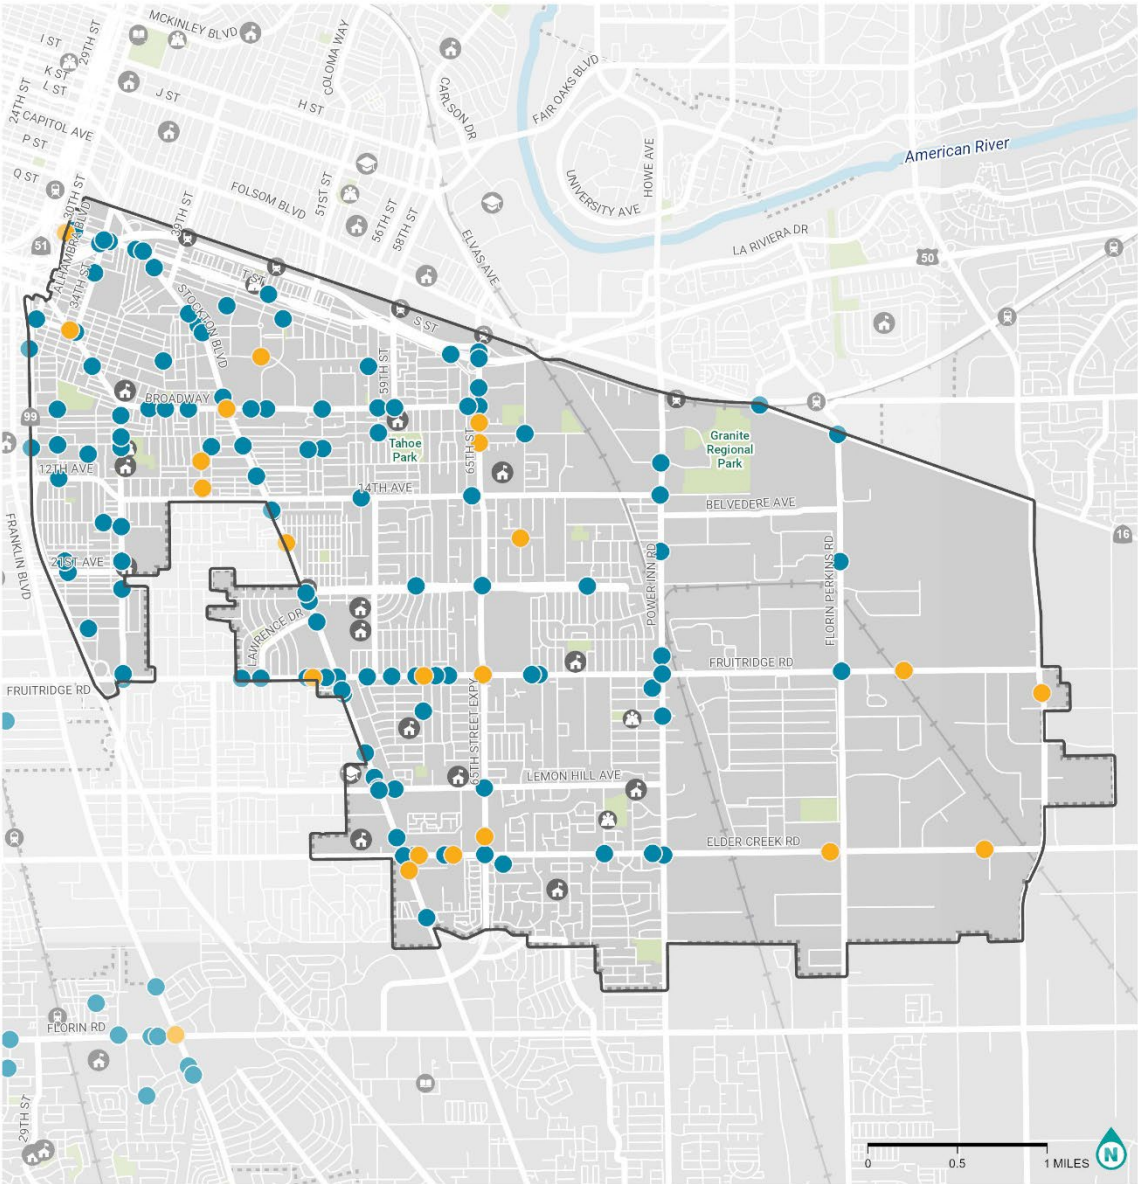 MCKINLEY BLVD
I ST
29TH ST
COLOMA WAY
K ST
L ST
24TH ST
J ST
H ST
CARLSON DR
FAIR OAKS BLVD
CAPITOL AVE
P ST
American River
HOWE AVE
Q ST
30TH ST
39TH ST
FOLSOM BLVD
51ST ST
56TH ST
58TH ST
UNIVERSITY AVE
LA RIVIERA DR
51
ALHAMBRA BLVD
34TH ST
ELVAS AVE
50
T ST
STOCKTON BLVD
S ST
59TH ST
BROADWAY
99
65TH ST
Tahoe
Park
Granite
Regional
Park
12TH AVE
14TH AVE
BELVEDERE AVE
FRANKLIN BLVD
16
21ST AVE
POWER INN RD
FLORIN PERKINS RD
LAWRENCE DR
FRUITRIDGE RD
FRUITRIDGE RD
65TH STREET EXPY
LEMON HILL AVE
ELDER CREEK RD
FLORIN RD
29TH ST
0 0.5 1 MILES
N